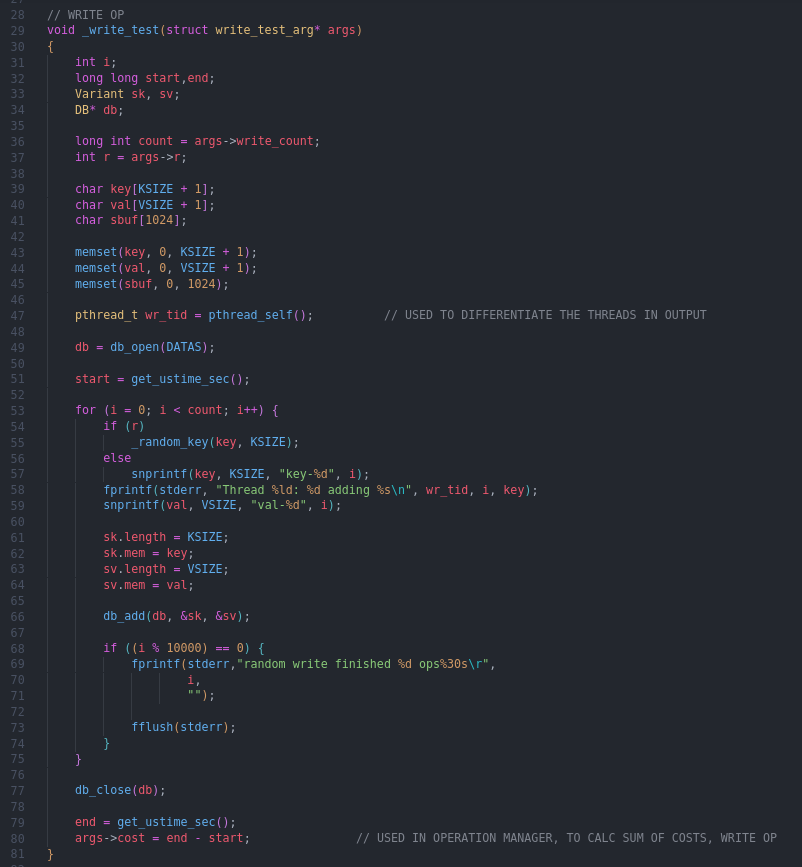 28 // WRITE OP
29 void _write_test(struct write_test_arg* args)
30 {
31     int i;
32     long long start,end;
33     Variant sk, sv;
34     DB* db;
35
36     long int count = args->write_count;
37     int r = args->r;
38
39     char key[KSIZE + 1];
40     char val[VSIZE + 1];
41     char sbuf[1024];
42
43     memset(key, 0, KSIZE + 1);
44     memset(val, 0, VSIZE + 1);
45     memset(sbuf, 0, 1024);
46
47     pthread_t wr_tid = pthread_self();          // USED TO DIFFERENTIATE THE THREADS IN OUTPUT
48
49     db = db_open(DATAS);
50
51     start = get_ustime_sec();
52
53     for (i = 0; i < count; i++) {
54         if (r)
55             _random_key(key, KSIZE);
56         else
57             snprintf(key, KSIZE, "key-%d", i);
58         fprintf(stderr, "Thread %ld: %d adding %s\n", wr_tid, i, key);
59         snprintf(val, VSIZE, "val-%d", i);
60
61         sk.length = KSIZE;
62         sk.mem = key;
63         sv.length = VSIZE;
64         sv.mem = val;
65
66         db_add(db, &sk, &sv);
67
68         if ((i % 10000) == 0) {
69             fprintf(stderr,"random write finished %d ops%30s\r",
70                     i,
71                     "");
72
73             fflush(stderr);
74         }
75     }
76
77     db_close(db);
78
79     end = get_ustime_sec();
80     args->cost = end - start;               // USED IN OPERATION MANAGER, TO CALC SUM OF COSTS, WRITE OP
81 }